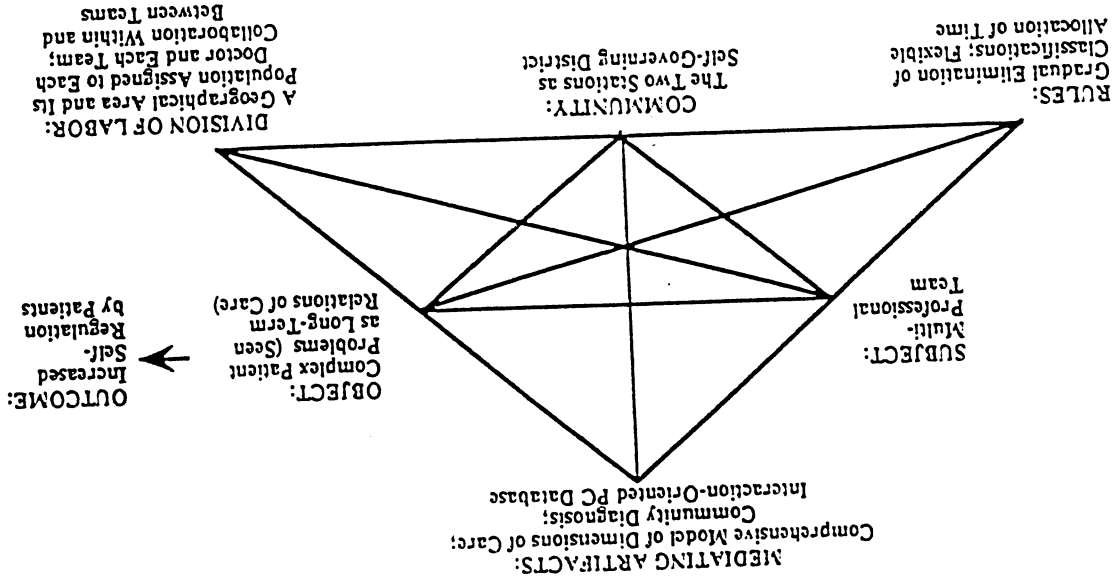 MEDIATING ARTIFACTS:
Comprehensive Model of Dimensions of Care;
Community Diagnosis;
Interaction-Oriented PC Database
SUBJECT:
Multi-
Professional
Team
OBJECT:
Complex Patient
Problems (Seen
as Long-Term
Relations of Care)
OUTCOME:
Increased
Self-
Regulation
by Patients
RULES:
Gradual Elimination of
Classifications; Flexible
Allocation of Time
COMMUNITY:
The Two Stations as
Self-Governing District
DIVISION OF LABOR:
A Geographical Area and Its
Population Assigned to Each
Doctor and Each Team;
Collaboration Within and
Between Teams